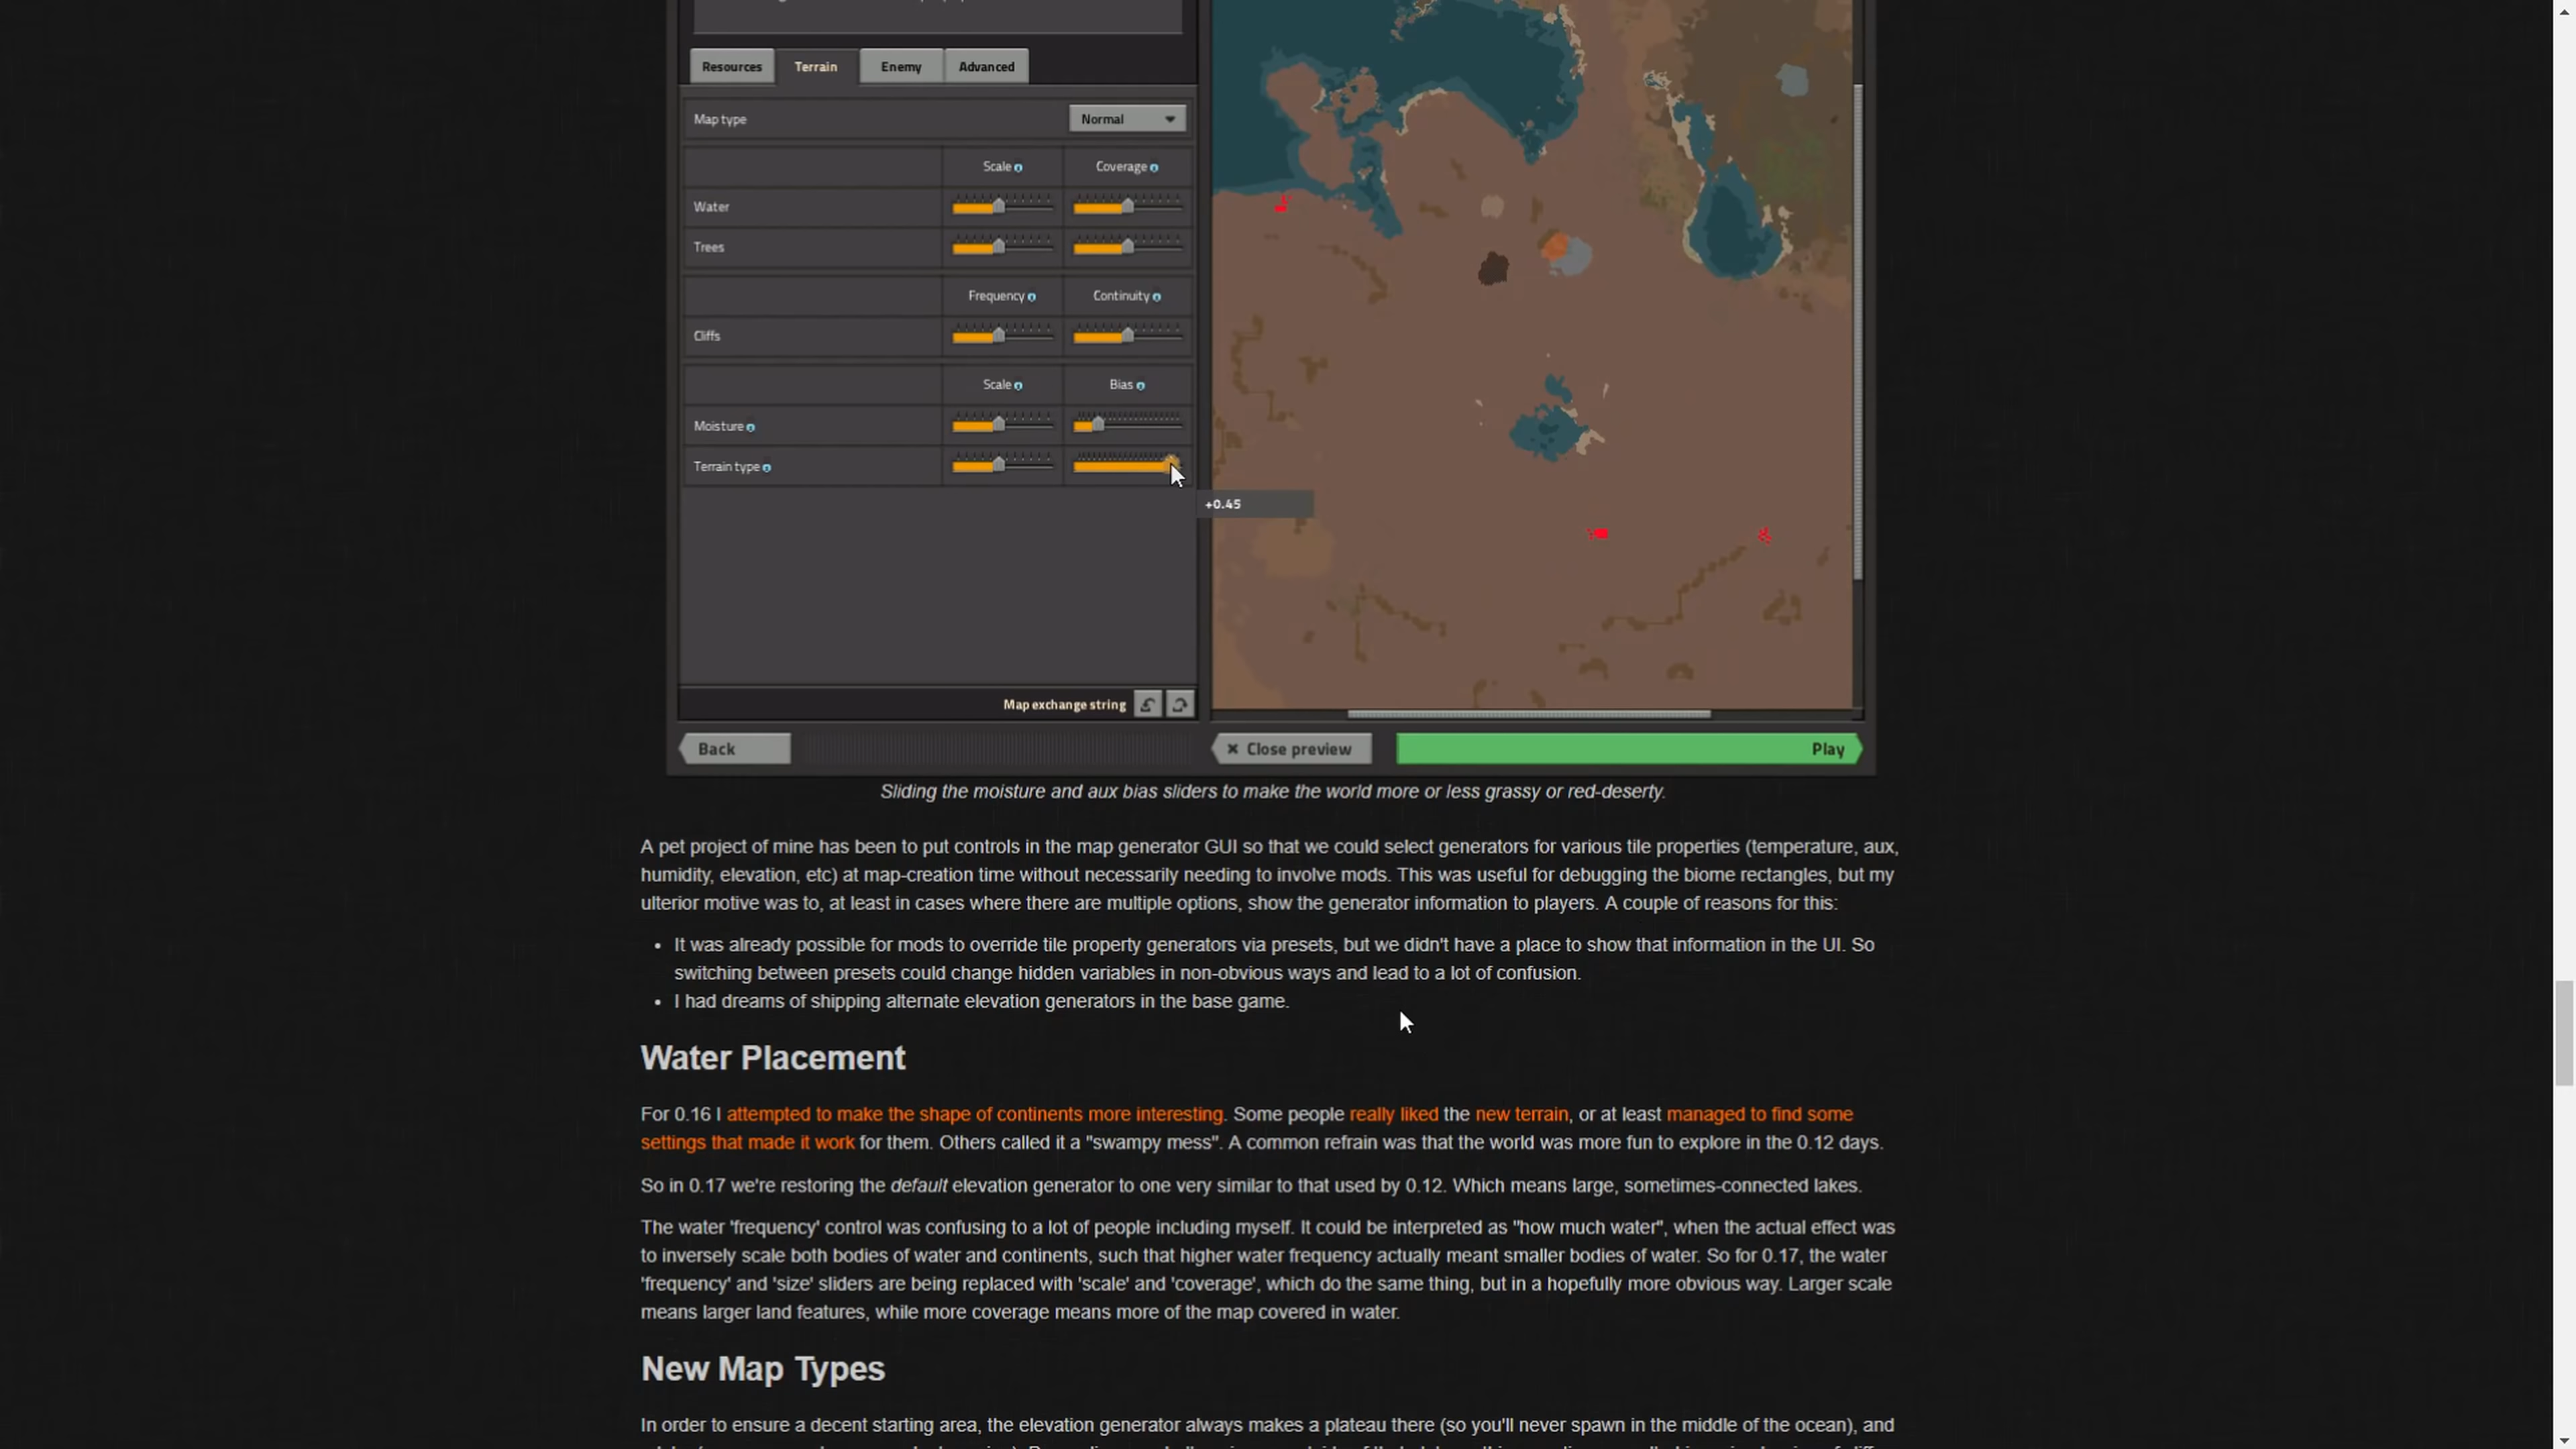 Resources Terrain Enemy Advanced
Map type Normal
Scale Coverage
Water
Trees
Frequency Continuity
Cliffs
Scale Bias
Moisture
Terrain type
+0.45
Map exchange string
Back Close preview Play
Sliding the moisture and aux bias sliders to make the world more or less grassy or red-deserty.
A pet project of mine has been to put controls in the map generator GUI so that we could select generators for various tile properties (temperature, aux,
humidity, elevation, etc) at map-creation time without necessarily needing to involve mods. This was useful for debugging the biome rectangles, but my
ulterior motive was to, at least in cases where there are multiple options, show the generator information to players. A couple of reasons for this:
• It was already possible for mods to override tile property generators via presets, but we didn't have a place to show that information in the UI. So
switching between presets could change hidden variables in non-obvious ways and lead to a lot of confusion.
• I had dreams of shipping alternate elevation generators in the base game.
Water Placement
For 0.16 I attempted to make the shape of continents more interesting. Some people really liked the new terrain, or at least managed to find some
settings that made it work for them. Others called it a "swampy mess". A common refrain was that the world was more fun to explore in the 0.12 days.
So in 0.17 we're restoring the default elevation generator to one very similar to that used by 0.12. Which means large, sometimes-connected lakes.
The water 'frequency' control was confusing to a lot of people including myself. It could be interpreted as "how much water", when the actual effect was
to inversely scale both bodies of water and continents, such that higher water frequency actually meant smaller bodies of water. So for 0.17, the water
'frequency' and 'size' sliders are being replaced with 'scale' and 'coverage', which do the same thing, but in a hopefully more obvious way. Larger scale
means larger land features, while more coverage means more of the map covered in water.
New Map Types
In order to ensure a decent starting area, the elevation generator always makes a plateau there (so you'll never spawn in the middle of the ocean), and